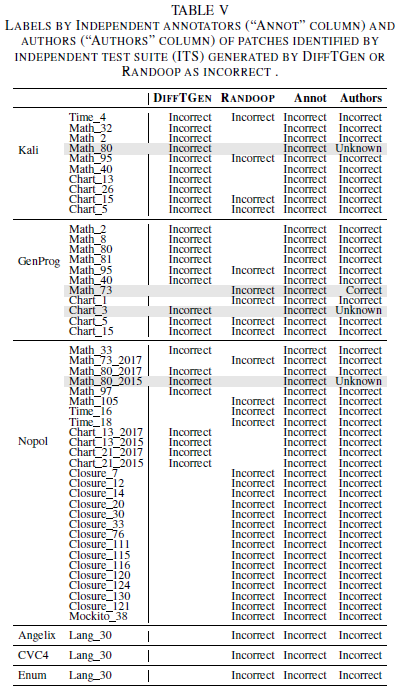 TABLE V
LABELS BY INDEPENDENT ANNOTATORS (“ANNOT” COLUMN) AND
AUTHORS (“AUTHORS” COLUMN) OF PATCHES IDENTIFIED BY
INDEPENDENT TEST SUITE (ITS) GENERATED BY DIFFTGEN OR
RANDOOP AS INCORRECT .
DIFFTGEN RANDOOP Annot Authors
Time_4 Incorrect Incorrect Incorrect Incorrect
Math_32 Incorrect Incorrect Incorrect
Math_2 Incorrect Incorrect Incorrect
Kali Math_80 Incorrect Incorrect Unknown
Math_95 Incorrect Incorrect Incorrect Incorrect
Math_40 Incorrect Incorrect Incorrect
Chart_13 Incorrect Incorrect Incorrect
Chart_26 Incorrect Incorrect Incorrect
Chart_15 Incorrect Incorrect Incorrect Incorrect
Chart_5 Incorrect Incorrect Incorrect Incorrect
Math_2 Incorrect Incorrect Incorrect
Math_8 Incorrect Incorrect Incorrect
Math_80 Incorrect Incorrect Incorrect
GenProg Math_81 Incorrect Incorrect Incorrect
Math_95 Incorrect Incorrect Incorrect Incorrect
Math_40 Incorrect Incorrect Incorrect
Math_73 Incorrect Incorrect Correct
Chart_1 Incorrect Incorrect Incorrect
Chart_3 Incorrect Incorrect Unknown
Chart_5 Incorrect Incorrect Incorrect Incorrect
Chart_15 Incorrect Incorrect Incorrect Incorrect
Math_33 Incorrect Incorrect Incorrect
Math_73_2017 Incorrect Incorrect Incorrect
Math_80_2017 Incorrect Incorrect Incorrect
Math_80_2015 Incorrect Incorrect Unknown
Math_97 Incorrect Incorrect Incorrect
Math_105 Incorrect Incorrect Incorrect
Time_16 Incorrect Incorrect Incorrect
Time_18 Incorrect Incorrect Incorrect
Chart_13_2017 Incorrect Incorrect Incorrect
Nopol Chart_13_2015 Incorrect Incorrect Incorrect
Chart_21_2017 Incorrect Incorrect Incorrect
Chart_21_2015 Incorrect Incorrect Incorrect
Closure_7 Incorrect Incorrect Incorrect
Closure_12 Incorrect Incorrect Incorrect
Closure_14 Incorrect Incorrect Incorrect
Closure_20 Incorrect Incorrect Incorrect
Closure_30 Incorrect Incorrect Incorrect
Closure_33 Incorrect Incorrect Incorrect
Closure_76 Incorrect Incorrect Incorrect
Closure_111 Incorrect Incorrect Incorrect
Closure_115 Incorrect Incorrect Incorrect
Closure_116 Incorrect Incorrect Incorrect
Closure_120 Incorrect Incorrect Incorrect
Closure_124 Incorrect Incorrect Incorrect
Closure_130 Incorrect Incorrect Incorrect
Closure_121 Incorrect Incorrect Incorrect
Mockito_38 Incorrect Incorrect Incorrect
Angelix Lang_30 Incorrect Incorrect Incorrect
CVC4 Lang_30 Incorrect Incorrect Incorrect
Enum Lang_30 Incorrect Incorrect Incorrect